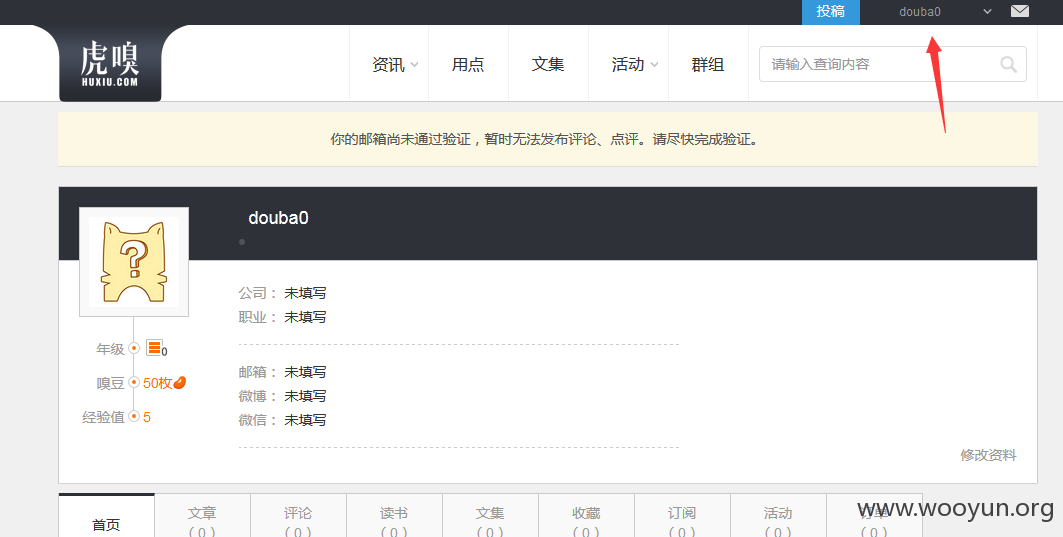 投稿 douba0
虎嗅
HUXIU.COM
资讯 用点 文集 活动 群组 请输入查询内容
你的邮箱尚未通过验证，暂时无法发布评论、点评。请尽快完成验证。
douba0
?
公司： 未填写
职业： 未填写
年级 0
邮箱： 未填写
嗅豆 50枚
微博： 未填写
经验值 5
微信： 未填写
修改资料
首页
文章 评论 读书 文集 收藏 订阅 活动
( 0 ) ( 0 ) ( 0 ) ( 0 ) ( 0 ) ( 0 ) ( 0 ) ( 0 )
www.wooyun.org